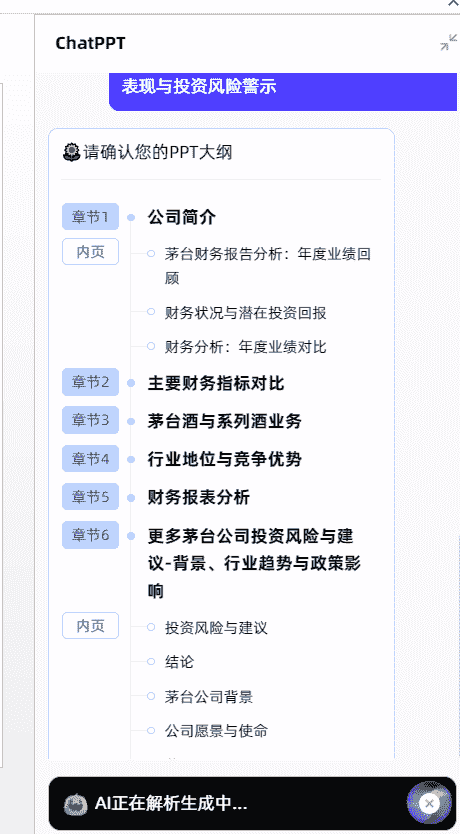 ChatPPT
表现与投资风险警示
请确认您的PPT大纲
章节1 公司简介
内页 茅台财务报告分析：年度业绩回
顾
财务状况与潜在投资回报
财务分析：年度业绩对比
章节2 主要财务指标对比
章节3 茅台酒与系列酒业务
章节4 行业地位与竞争优势
章节5 财务报表分析
章节6 更多茅台公司投资风险与建
议-背景、行业趋势与政策影
响
内页 投资风险与建议
结论
茅台公司背景
公司愿景与使命
AI正在解析生成中...